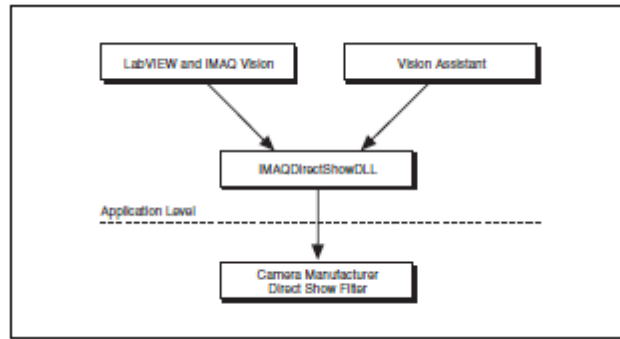 LabVIEW and IMAQ Vision
Vision Assistant
IMAQDirectShowDLL
Application Level
Camera Manufacturer
Direct Show Filter